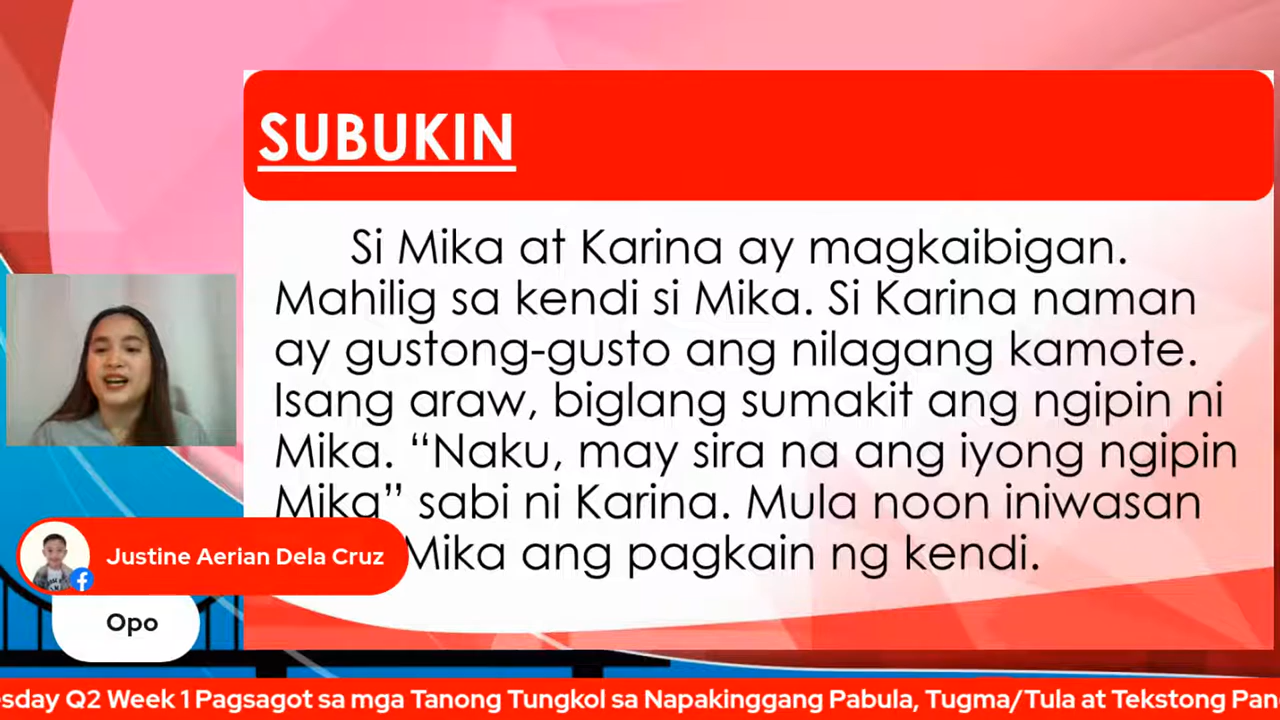 SUBUKIN
Si Mika at Karina ay magkaibigan.
Mahilig sa kendi si Mika. Si Karina naman
ay gustong-gusto ang nilagang kamote.
Isang araw, biglang sumakit ang ngipin ni
Mika. “Naku, may sira na ang iyong ngipin
Mika” sabi ni Karina. Mula noon iniwasan
Mika ang pagkain ng kendi.
Justine Aerian Dela Cruz
Opo
Q2 Week 1 Pagsagot sa mga Tanong Tungkol sa Napakinggang Pabula, Tugma/Tula at Tekstong